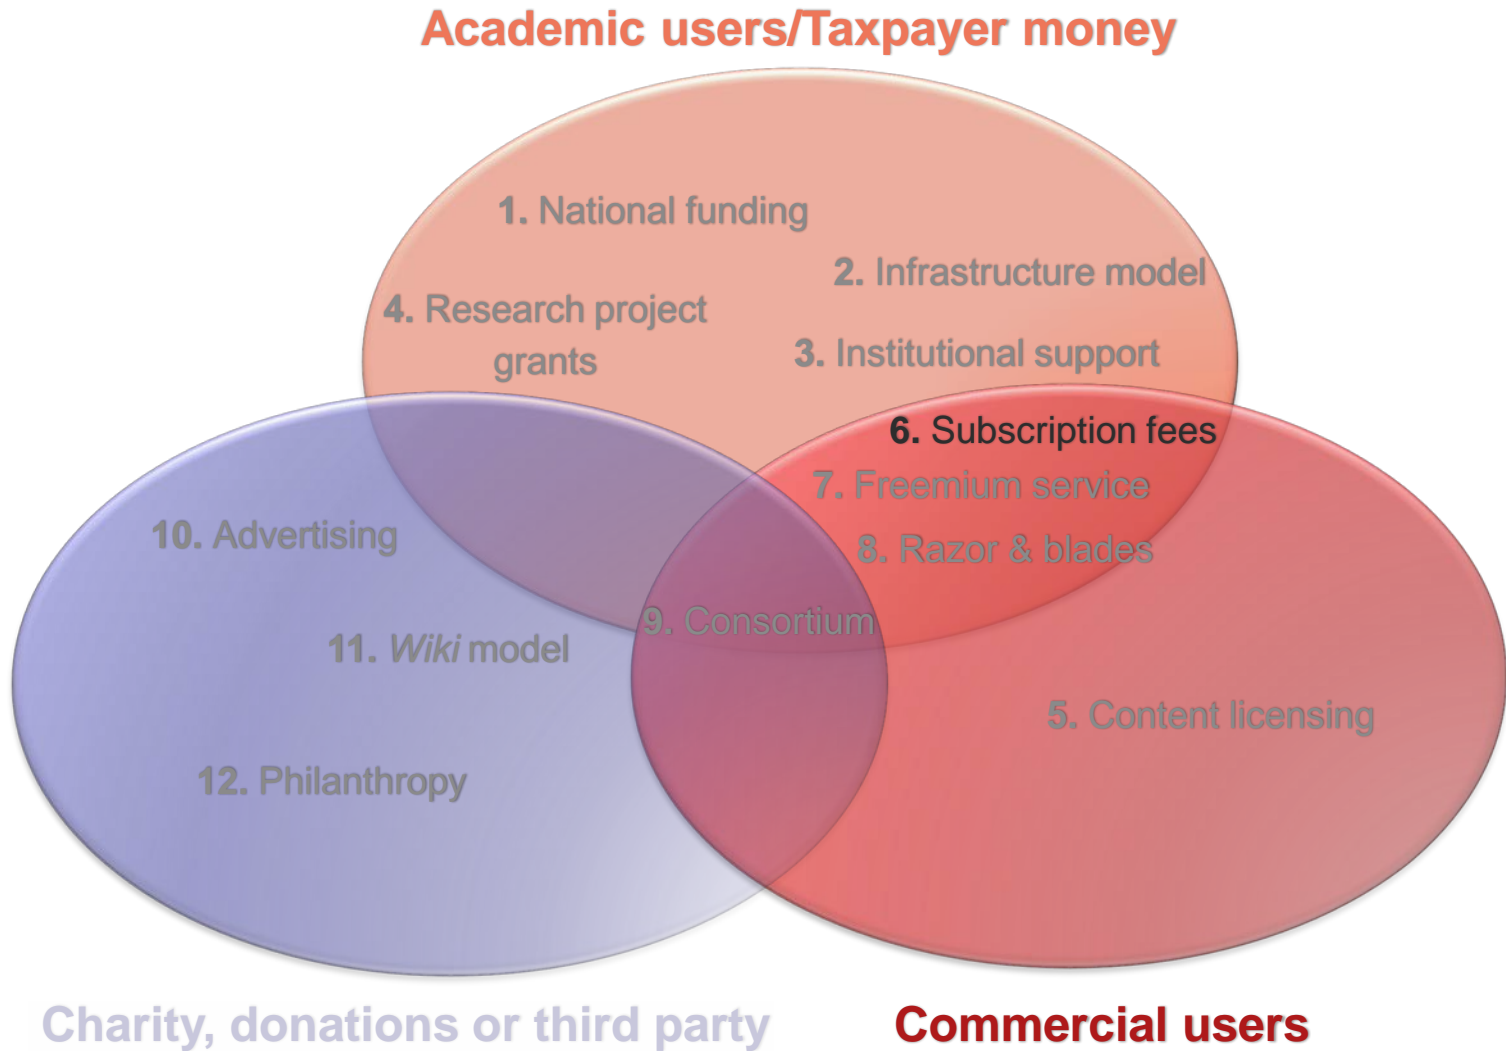 Academic users/Taxpayer money
1. National funding
2. Infrastructure model
4. Research project
grants
3. Institutional support
6. Subscription fees
7. Freemium service
8. Razor & blades
10. Advertising
9. Consortium
11. Wiki model
5. Content licensing
12. Philanthropy
Charity, donations or third party
Commercial users